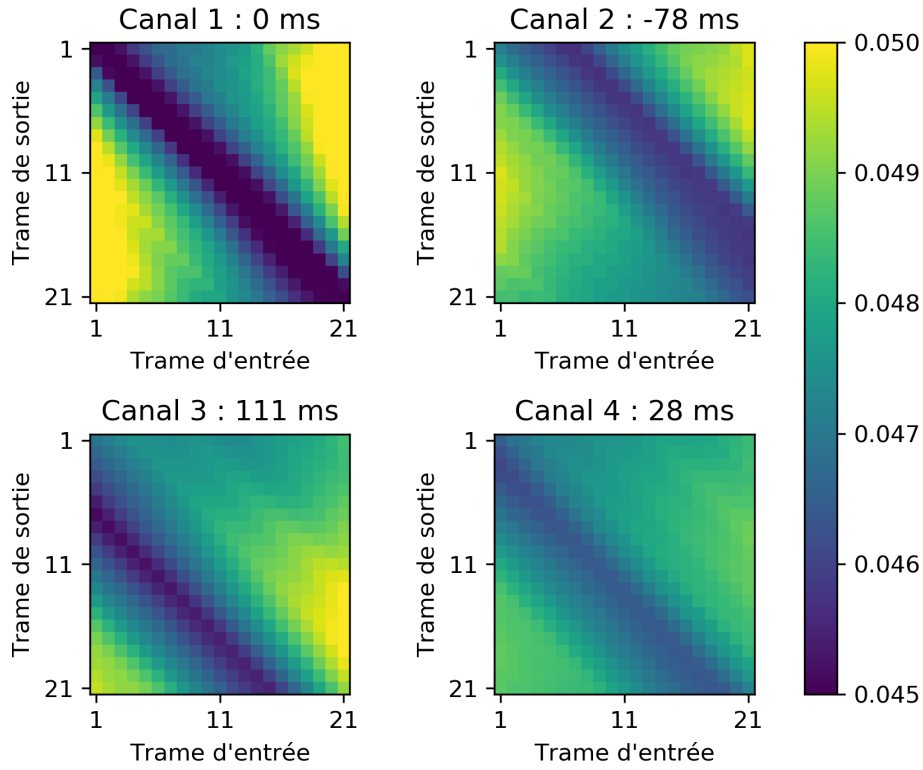 Canal 1 : 0 ms
Canal 2 : -78 ms
Trame de sortie
1
11
21
1
11
21
Trame d'entrée
Trame de sortie
1
11
21
1
11
21
Trame d'entrée
Canal 3 : 111 ms
Canal 4 : 28 ms
Trame de sortie
1
11
21
1
11
21
Trame d'entrée
Trame de sortie
1
11
21
1
11
21
Trame d'entrée
0.050
0.049
0.048
0.047
0.046
0.045